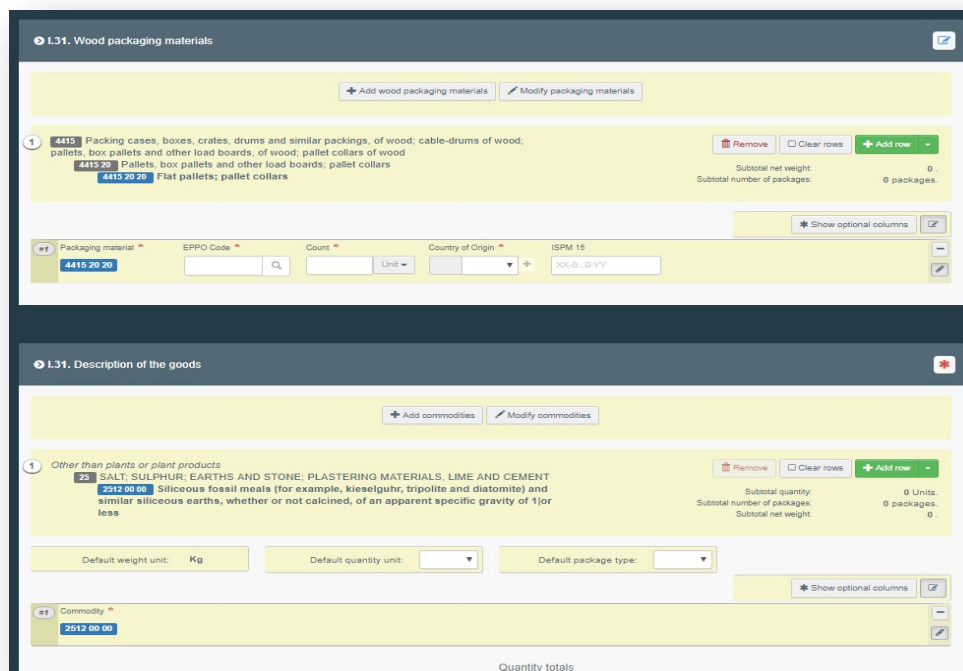 I.31. Wood packaging materials
Add wood packaging materials
Modify packaging materials
1
4415 Packing cases, boxes, crates, drums and similar packings, of wood; cable-drums of wood;
pallets, box pallets and other load boards, of wood; pallet collars of wood
4415 20 Pallets, box pallets and other load boards; pallet collars
4415 20 20 Flat pallets; pallet collars
Remove
Clear rows
Add row
Subtotal net weight: 0 .
Subtotal number of packages: 0 packages.
Show optional columns
#1 Packaging material * EPPO Code * Count * Country of Origin * ISPM 15
4415 20 20 Unit XX-0...0-YY
I.31. Description of the goods
Add commodities
Modify commodities
1
Other than plants or plant products
25 SALT; SULPHUR; EARTHS AND STONE; PLASTERING MATERIALS, LIME AND CEMENT
2512 00 00 Siliceous fossil meals (for example, kieselguhr, tripolite and diatomite) and
similar siliceous earths, whether or not calcined, of an apparent specific gravity of 1|or
less
Remove
Clear rows
Add row
Subtotal quantity: 0 Units.
Subtotal number of packages: 0 packages.
Subtotal net weight: 0 .
Default weight unit: Kg
Default quantity unit:
Default package type:
Show optional columns
#1 Commodity *
2512 00 00
Quantity totals